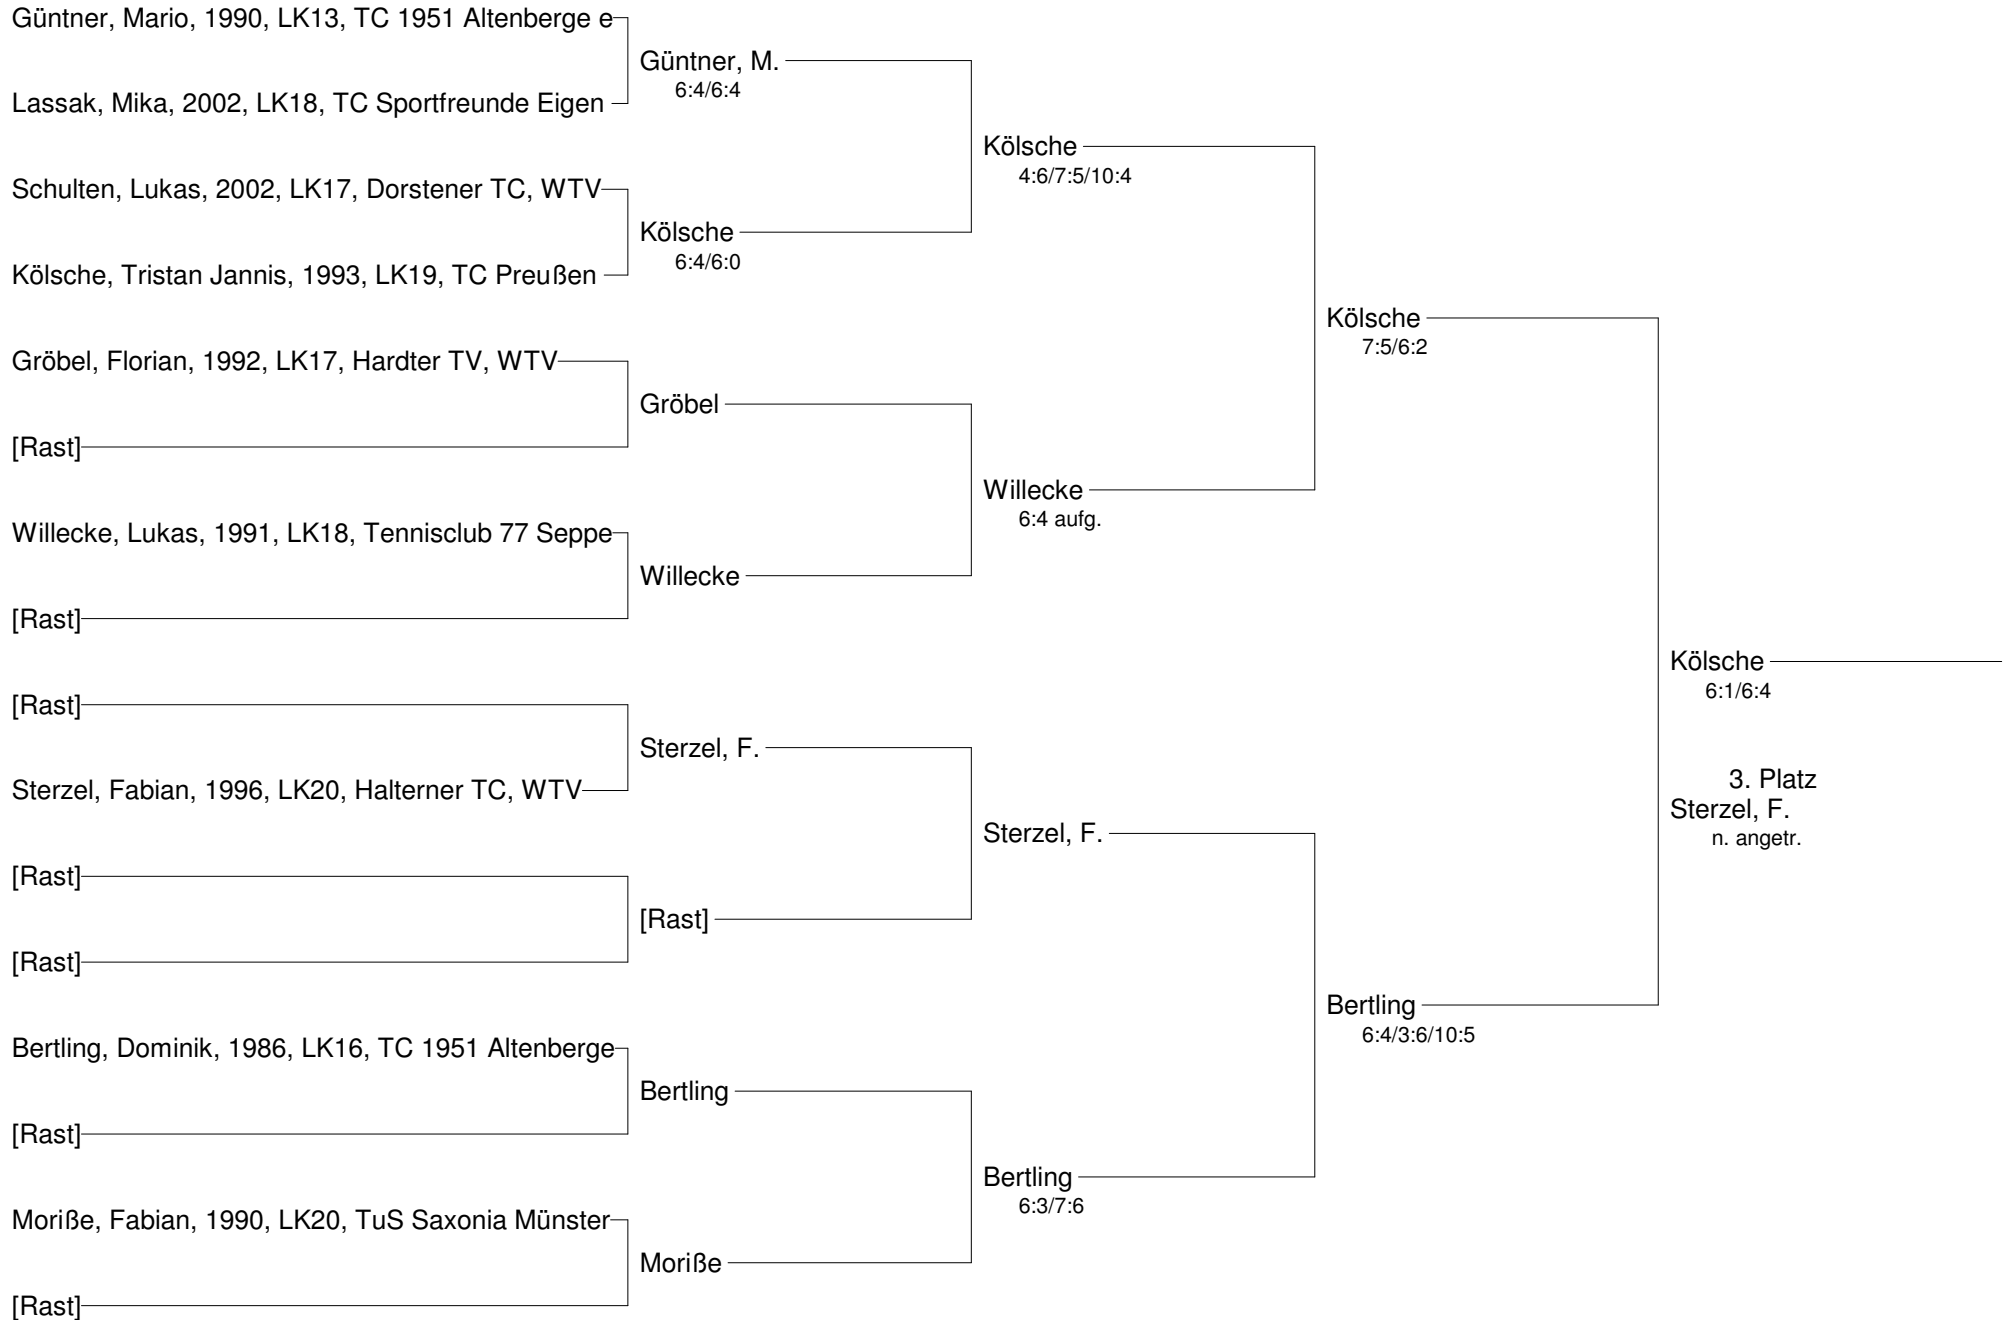 Güntner, Mario, 1990, LK13, TC 1951 Altenberge e
Lassak, Mika, 2002, LK18, TC Sportfreunde Eigen
Schulten, Lukas, 2002, LK17, Dorstener TC, WTV
Kölsche, Tristan Jannis, 1993, LK19, TC Preußen
Gröbel, Florian, 1992, LK17, Hardter TV, WTV
[Rast]
Willecke, Lukas, 1991, LK18, Tennisclub 77 Seppe
[Rast]
[Rast]
Sterzel, Fabian, 1996, LK20, Halterner TC, WTV
[Rast]
[Rast]
Bertling, Dominik, 1986, LK16, TC 1951 Altenberge
[Rast]
Moriße, Fabian, 1990, LK20, TuS Saxonia Münster
[Rast]
Güntner, M.
6:4/6:4
Kölsche
6:4/6:0
Gröbel
Willecke
Sterzel, F.
[Rast]
Bertling
Moriße
Kölsche
4:6/7:5/10:4
Willecke
6:4 aufg.
Sterzel, F.
Bertling
6:3/7:6
Kölsche
7:5/6:2
Bertling
6:4/3:6/10:5
Kölsche
6:1/6:4
3. Platz
Sterzel, F.
n. angetr.